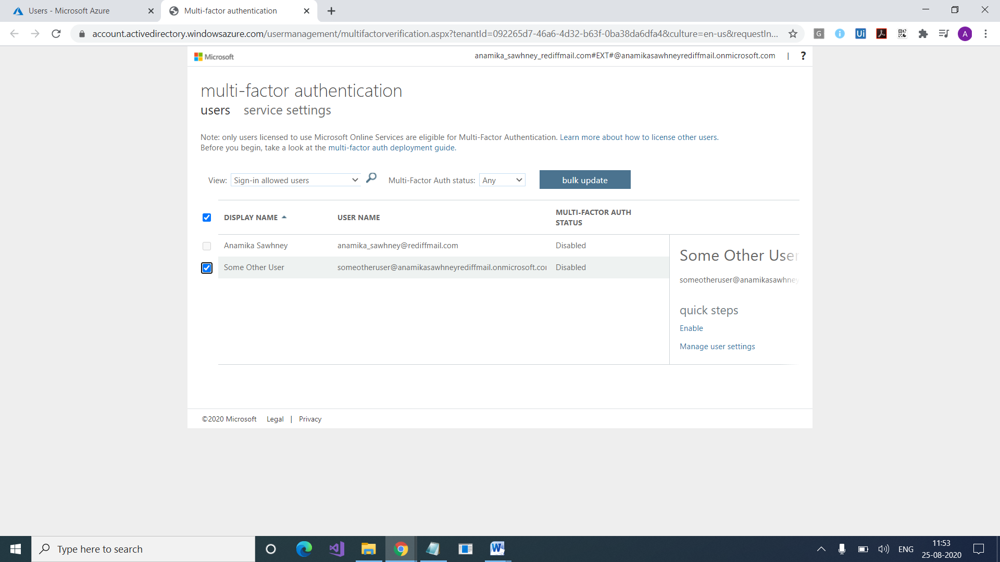 Users - Microsoft Azure
Multi-factor authentication
account.activedirectory.windowsazure.com/usermanagement/multifactorverification.aspx?tenantId=092265d7-46a6-4d32-b63f-0ba38da6dfa4&culture=en-us&requestIn...
G
Ui
A
Microsoft
anamika_sawhney_rediffmail.com#EXT#@anamikasawhneyrediffmail.onmicrosoft.com | ?
multi-factor authentication
users service settings
Note: only users licensed to use Microsoft Online Services are eligible for Multi-Factor Authentication. Learn more about how to license other users.
Before you begin, take a look at the multi-factor auth deployment guide.
View: Sign-in allowed users Multi-Factor Auth status: Any bulk update
DISPLAY NAME USER NAME MULTI-FACTOR AUTH
STATUS
Anamika Sawhney anamika_sawhney@rediffmail.com Disabled
Some Other User someotheruser@anamikasawhneyrediffmail.onmicrosoft.co Disabled
Some Other User
someotheruser@anamikasawhney
quick steps
Enable
Manage user settings
©2020 Microsoft Legal | Privacy
Type here to search
W
ENG
11:53
25-08-2020